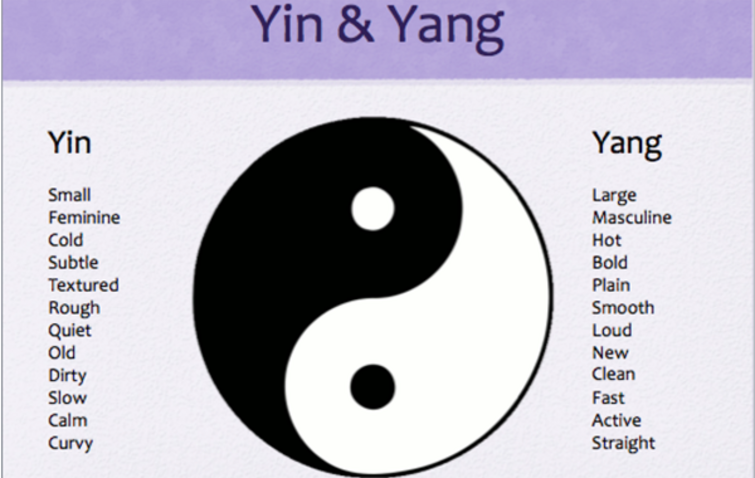 Yin & Yang
Yin
Small
Feminine
Cold
Subtle
Textured
Rough
Quiet
Old
Dirty
Slow
Calm
Curvy
Yang
Large
Masculine
Hot
Bold
Plain
Smooth
Loud
New
Clean
Fast
Active
Straight